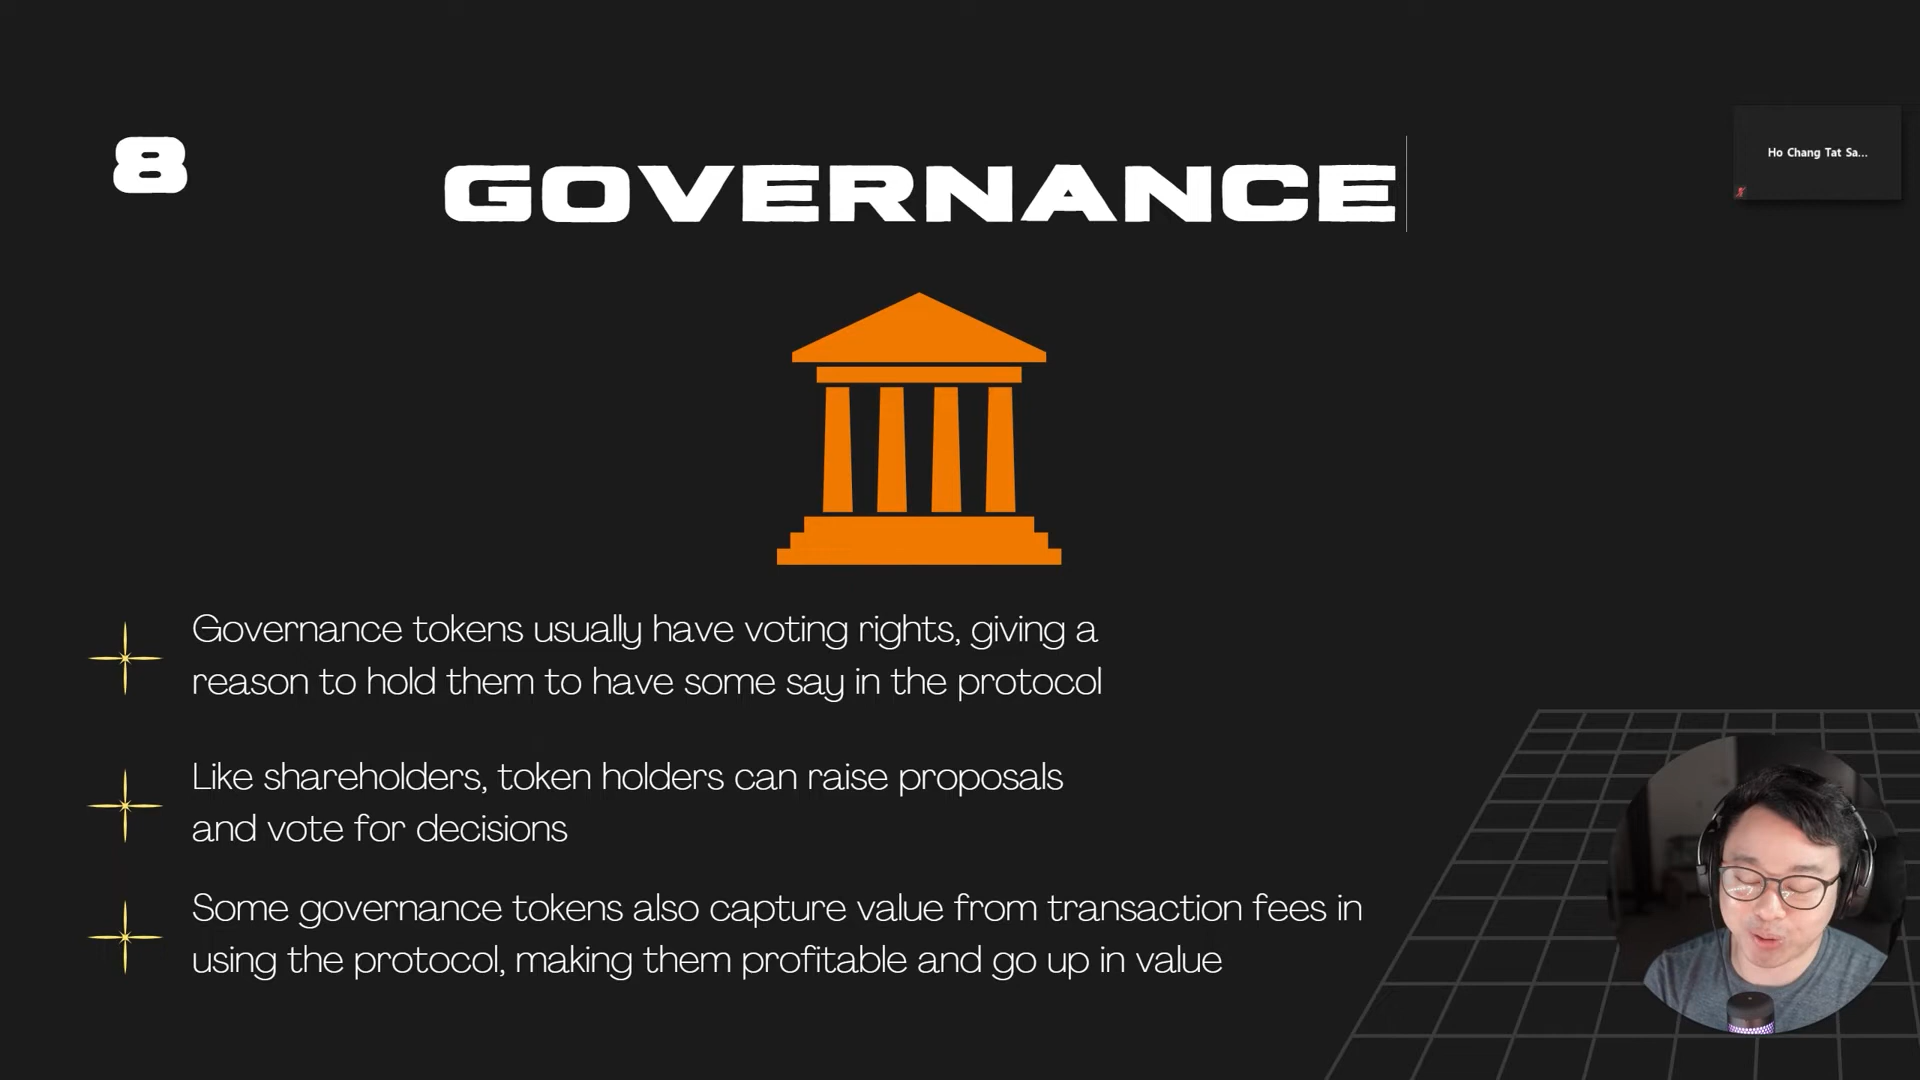 8
GOVERNANCE
Ho Chang Tat Sa...
Governance tokens usually have voting rights, giving a
reason to hold them to have some say in the protocol
Like shareholders, token holders can raise proposals
and vote for decisions
Some governance tokens also capture value from transaction fees in
using the protocol, making them profitable and go up in value